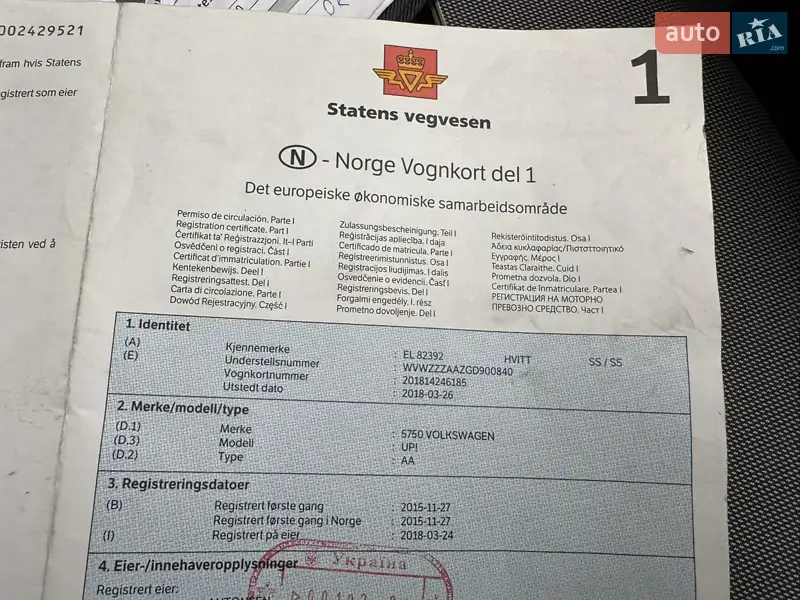 auto RIA .com
002429521
fram hvis Statens
gistrert som eier
isten ved å
1
Statens vegvesen
N - Norge Vognkort del 1
Det europeiske økonomiske samarbeidsområde
Permiso de circulación. Parte I
Registration certificate. Part I
Ċertifikat ta' Reġistrazzjoni. It-I Parti
Osvědčení o registraci. Část I
Certificat d'immatriculation. Partie I
Kentekenbewijs. Deel I
Registreringsattest. Del I
Carta di circolazione. Parte I
Dowód Rejestracyjny. Część I
Zulassungsbescheinigung. Teil I
Reģistrācijas apliecība. I daļa
Certificado de matrícula. Parte I
Registreerimistunnistus. Osa I
Registracijos liudijimas. I dalis
Osvedčenie o evidencii. Časť I
Registreringsbevis. Del I
Forgalmi engedély. I. rész
Prometno dovoljenje. Del I
Rekisteröintitodistus. Osa I
Άδεια κυκλοφορίας/Πιστοποιητικό
Εγγραφής. Μέρος Ι
Teastas Cláraithe. Cuid I
Prometna dozvola. Dio I
Certificat de înmatriculare. Partea I
РЕГИСТРАЦИЯ НА МОТОРНО
ПРЕВОЗНО СРЕДСТВО. Част I
1. Identitet
(A) Kjennemerke : EL 82392 HVITT SS / SS
(E) Understellsnummer : WVWZZZAAZGD900840
Vognkortnummer : 201814246185
Utstedt dato : 2018-03-26
2. Merke/modell/type
(D.1) Merke : 5750 VOLKSWAGEN
(D.3) Modell : UP!
(D.2) Type : AA
3. Registreringsdatoer
(B) Registrert første gang : 2015-11-27
Registrert første gang i Norge : 2015-11-27
(I) Registrert på eier : 2018-03-24
4. Eier-/innehaveropplysninger
Україна
Registrert eier: